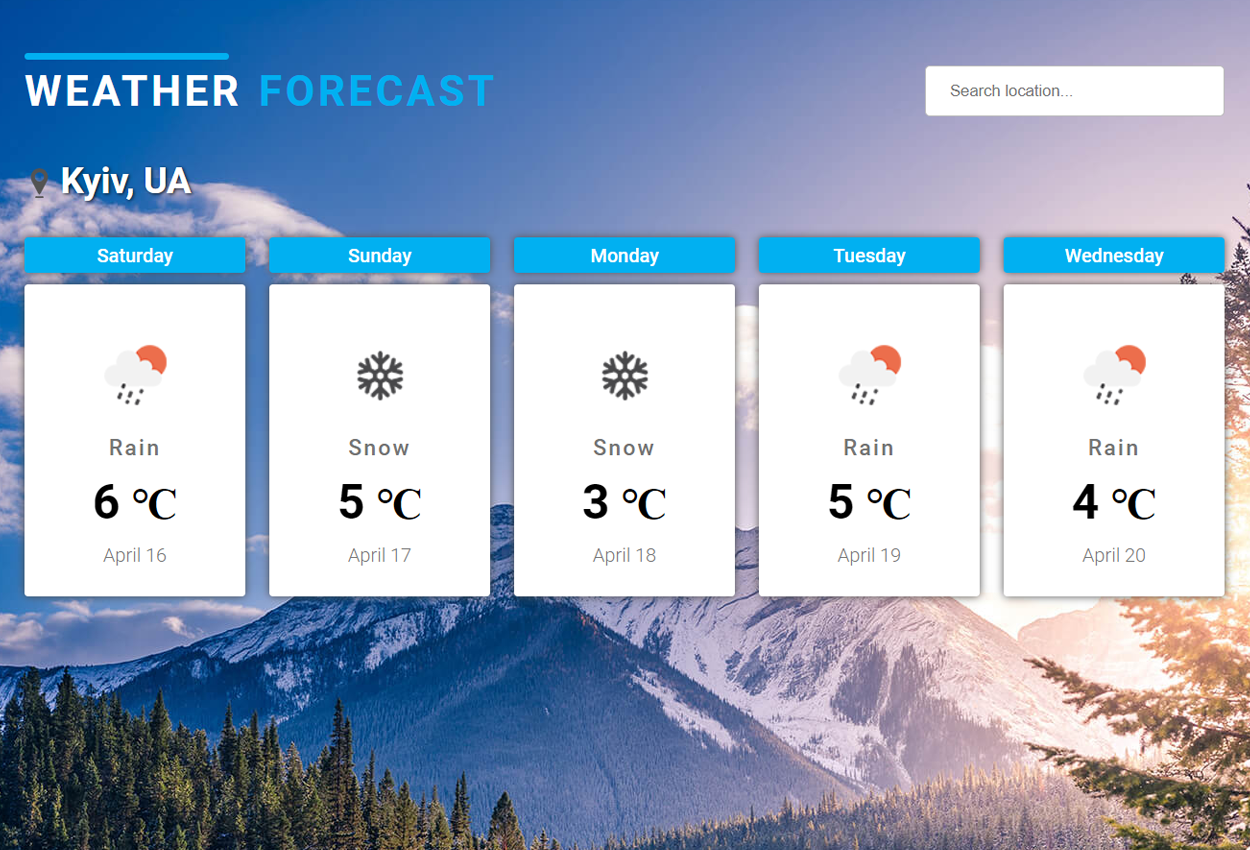 WEATHER FORECAST
Search location...
Kyiv, UA
Saturday
Rain
6 °C
April 16
Sunday
Snow
5 °C
April 17
Monday
Snow
3 °C
April 18
Tuesday
Rain
5 °C
April 19
Wednesday
Rain
4 °C
April 20